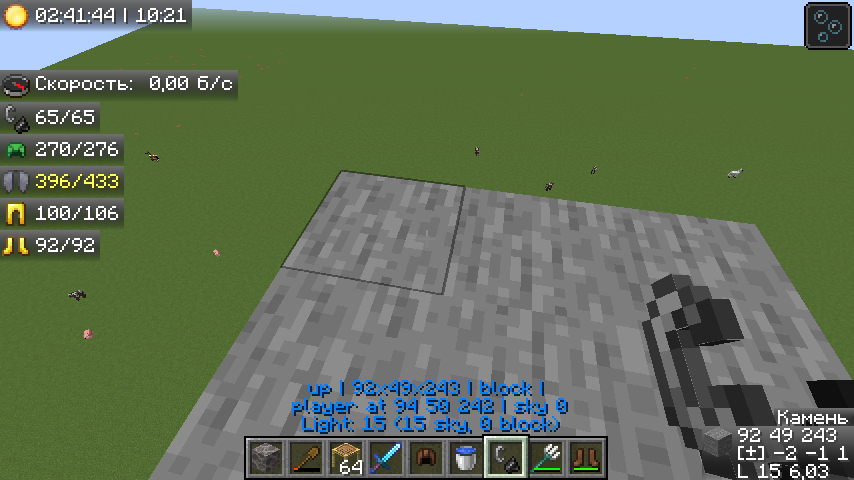 02:41:44 | 10:21
Скорость: 0,00 б/с
65/65
270/276
396/433
100/106
92/92
up | 92x49x243 | block |
player at 94 50 242 | sky 0
Light: 15 (15 sky, 0 block)
64
Камень
92 49 243
[±] -2 -1 1
L 15 6,03